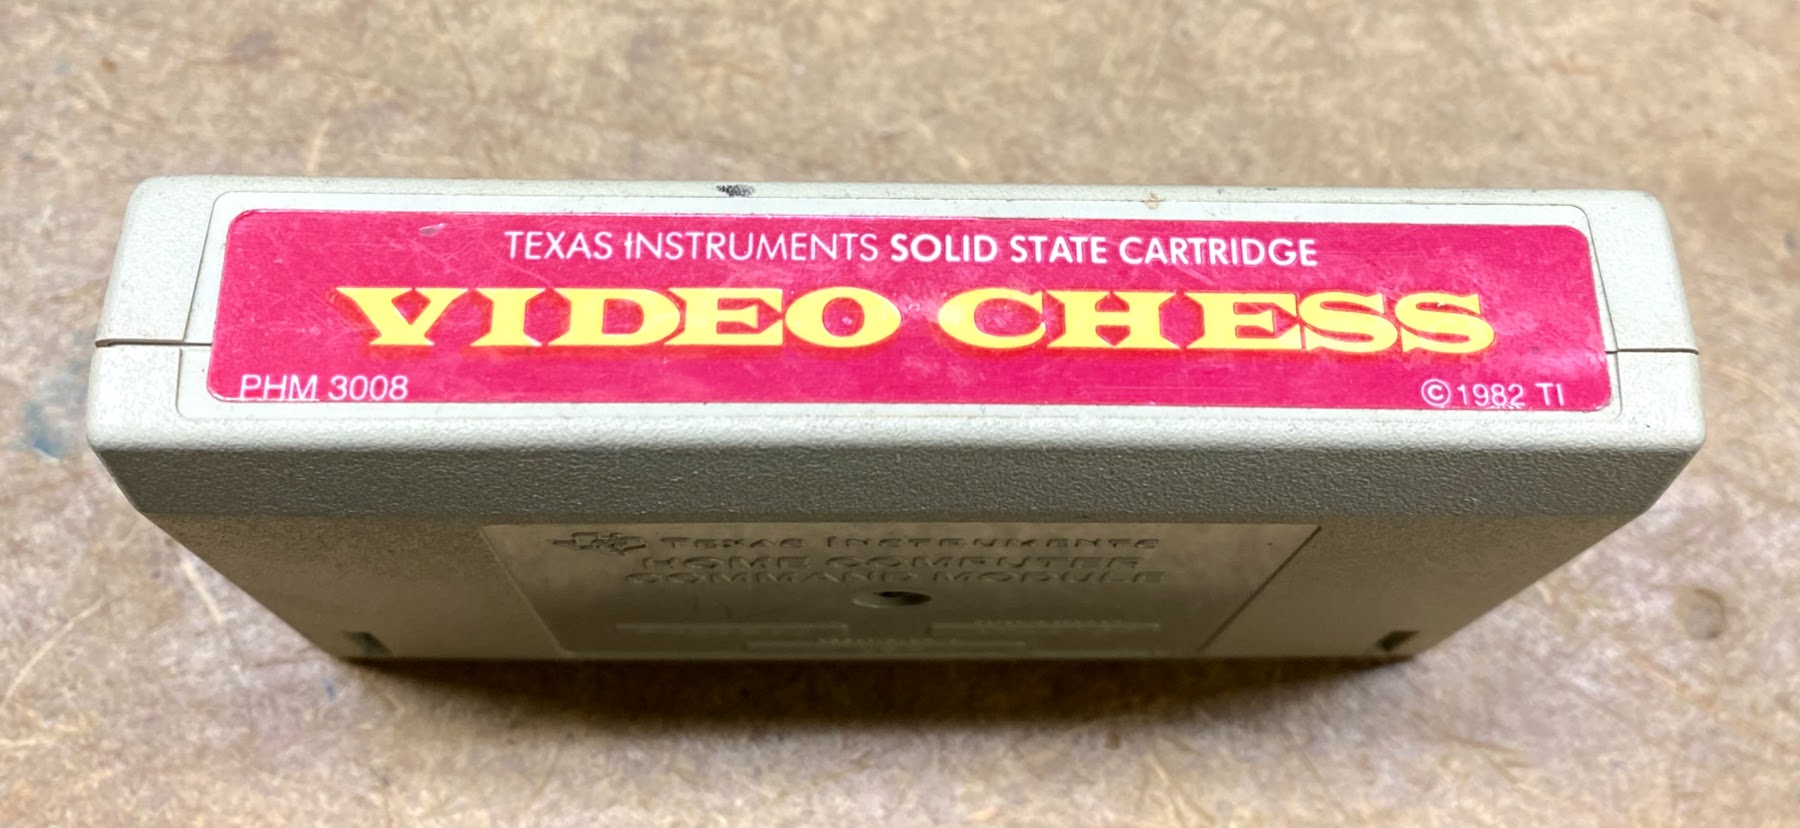 TEXAS INSTRUMENTS SOLID STATE CARTRIDGE
VIDEO CHESS
PHM 3008
©1982 TI
TEXAS INSTRUMENTS
HOME COMPUTER
COMMAND MODULE